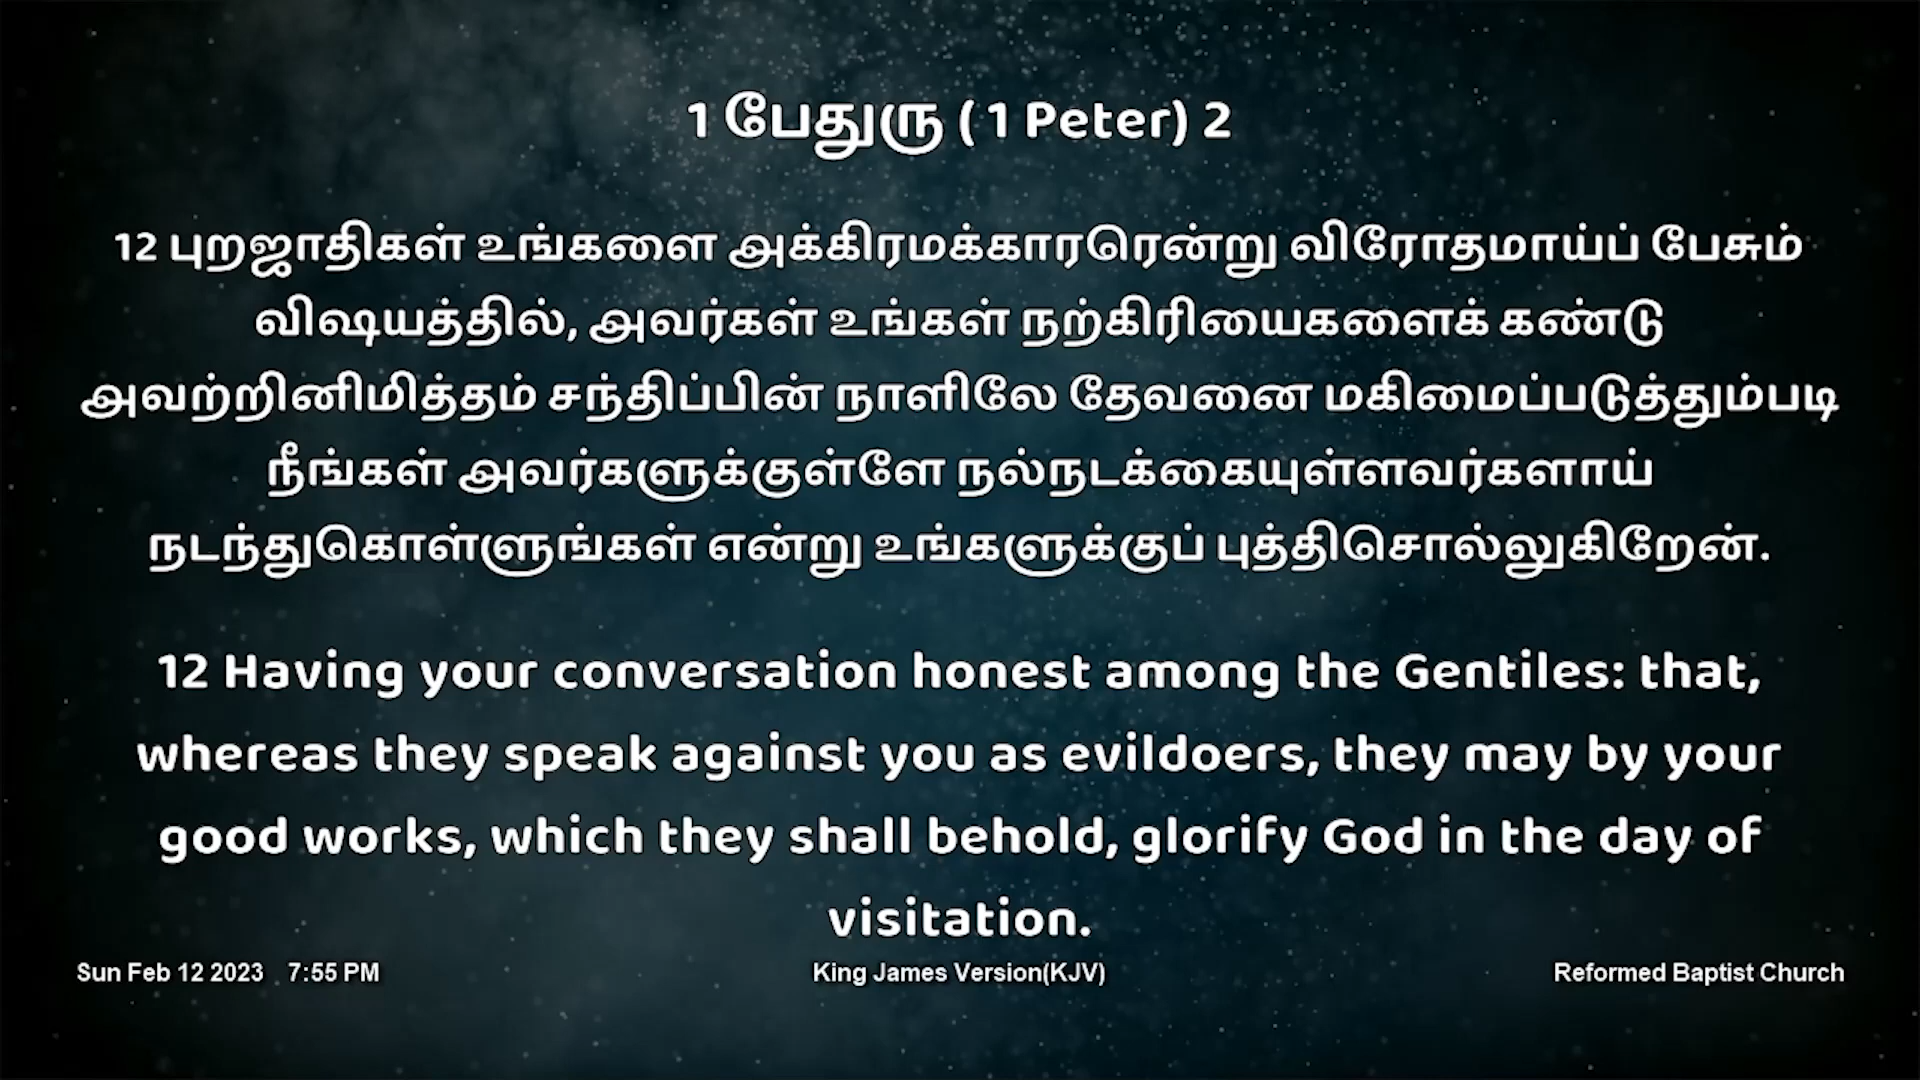 1 பேதுரு ( 1 Peter) 2
12 புறஜாதிகள் உங்களை அக்கிரமக்காரரென்று விரோதமாய்ப் பேசும்
விஷயத்தில், அவர்கள் உங்கள் நற்கிரியைகளைக் கண்டு
அவற்றினிமித்தம் சந்திப்பின் நாளிலே தேவனை மகிமைப்படுத்தும்படி
நீங்கள் அவர்களுக்குள்ளே நல்நடக்கையுள்ளவர்களாய்
நடந்துகொள்ளுங்கள் என்று உங்களுக்குப் புத்திசொல்லுகிறேன்.
12 Having your conversation honest among the Gentiles: that,
whereas they speak against you as evildoers, they may by your
good works, which they shall behold, glorify God in the day of
visitation.
Sun Feb 12 2023 7:55 PM King James Version(KJV) Reformed Baptist Church